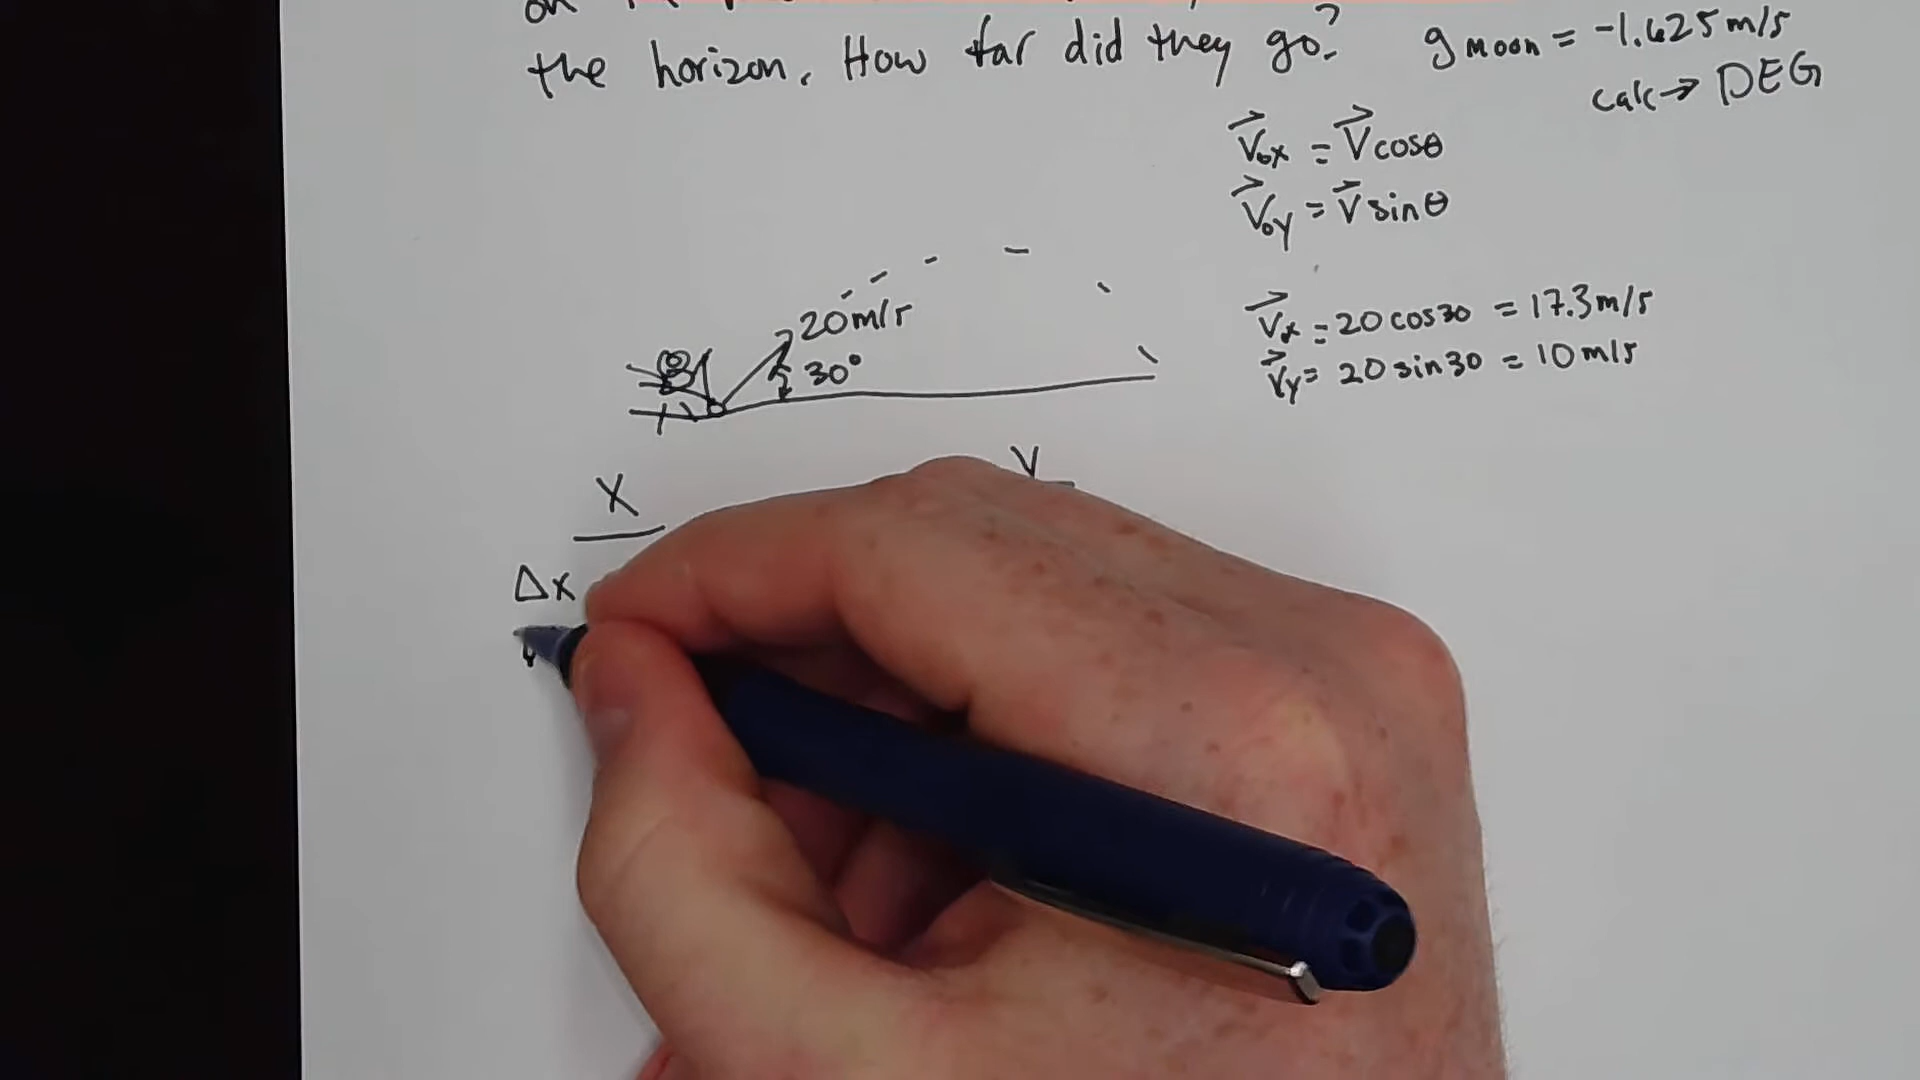 on
the horizon. How far did they go? g moon = -1.625 m/s
calc → DEG
V⃗ox = V⃗ cosθ
V⃗oy = V⃗ sinθ
20 m/s
30°
V⃗x = 20 cos 30 = 17.3 m/s
V⃗y = 20 sin 30 = 10 m/s
X
Y
Δx